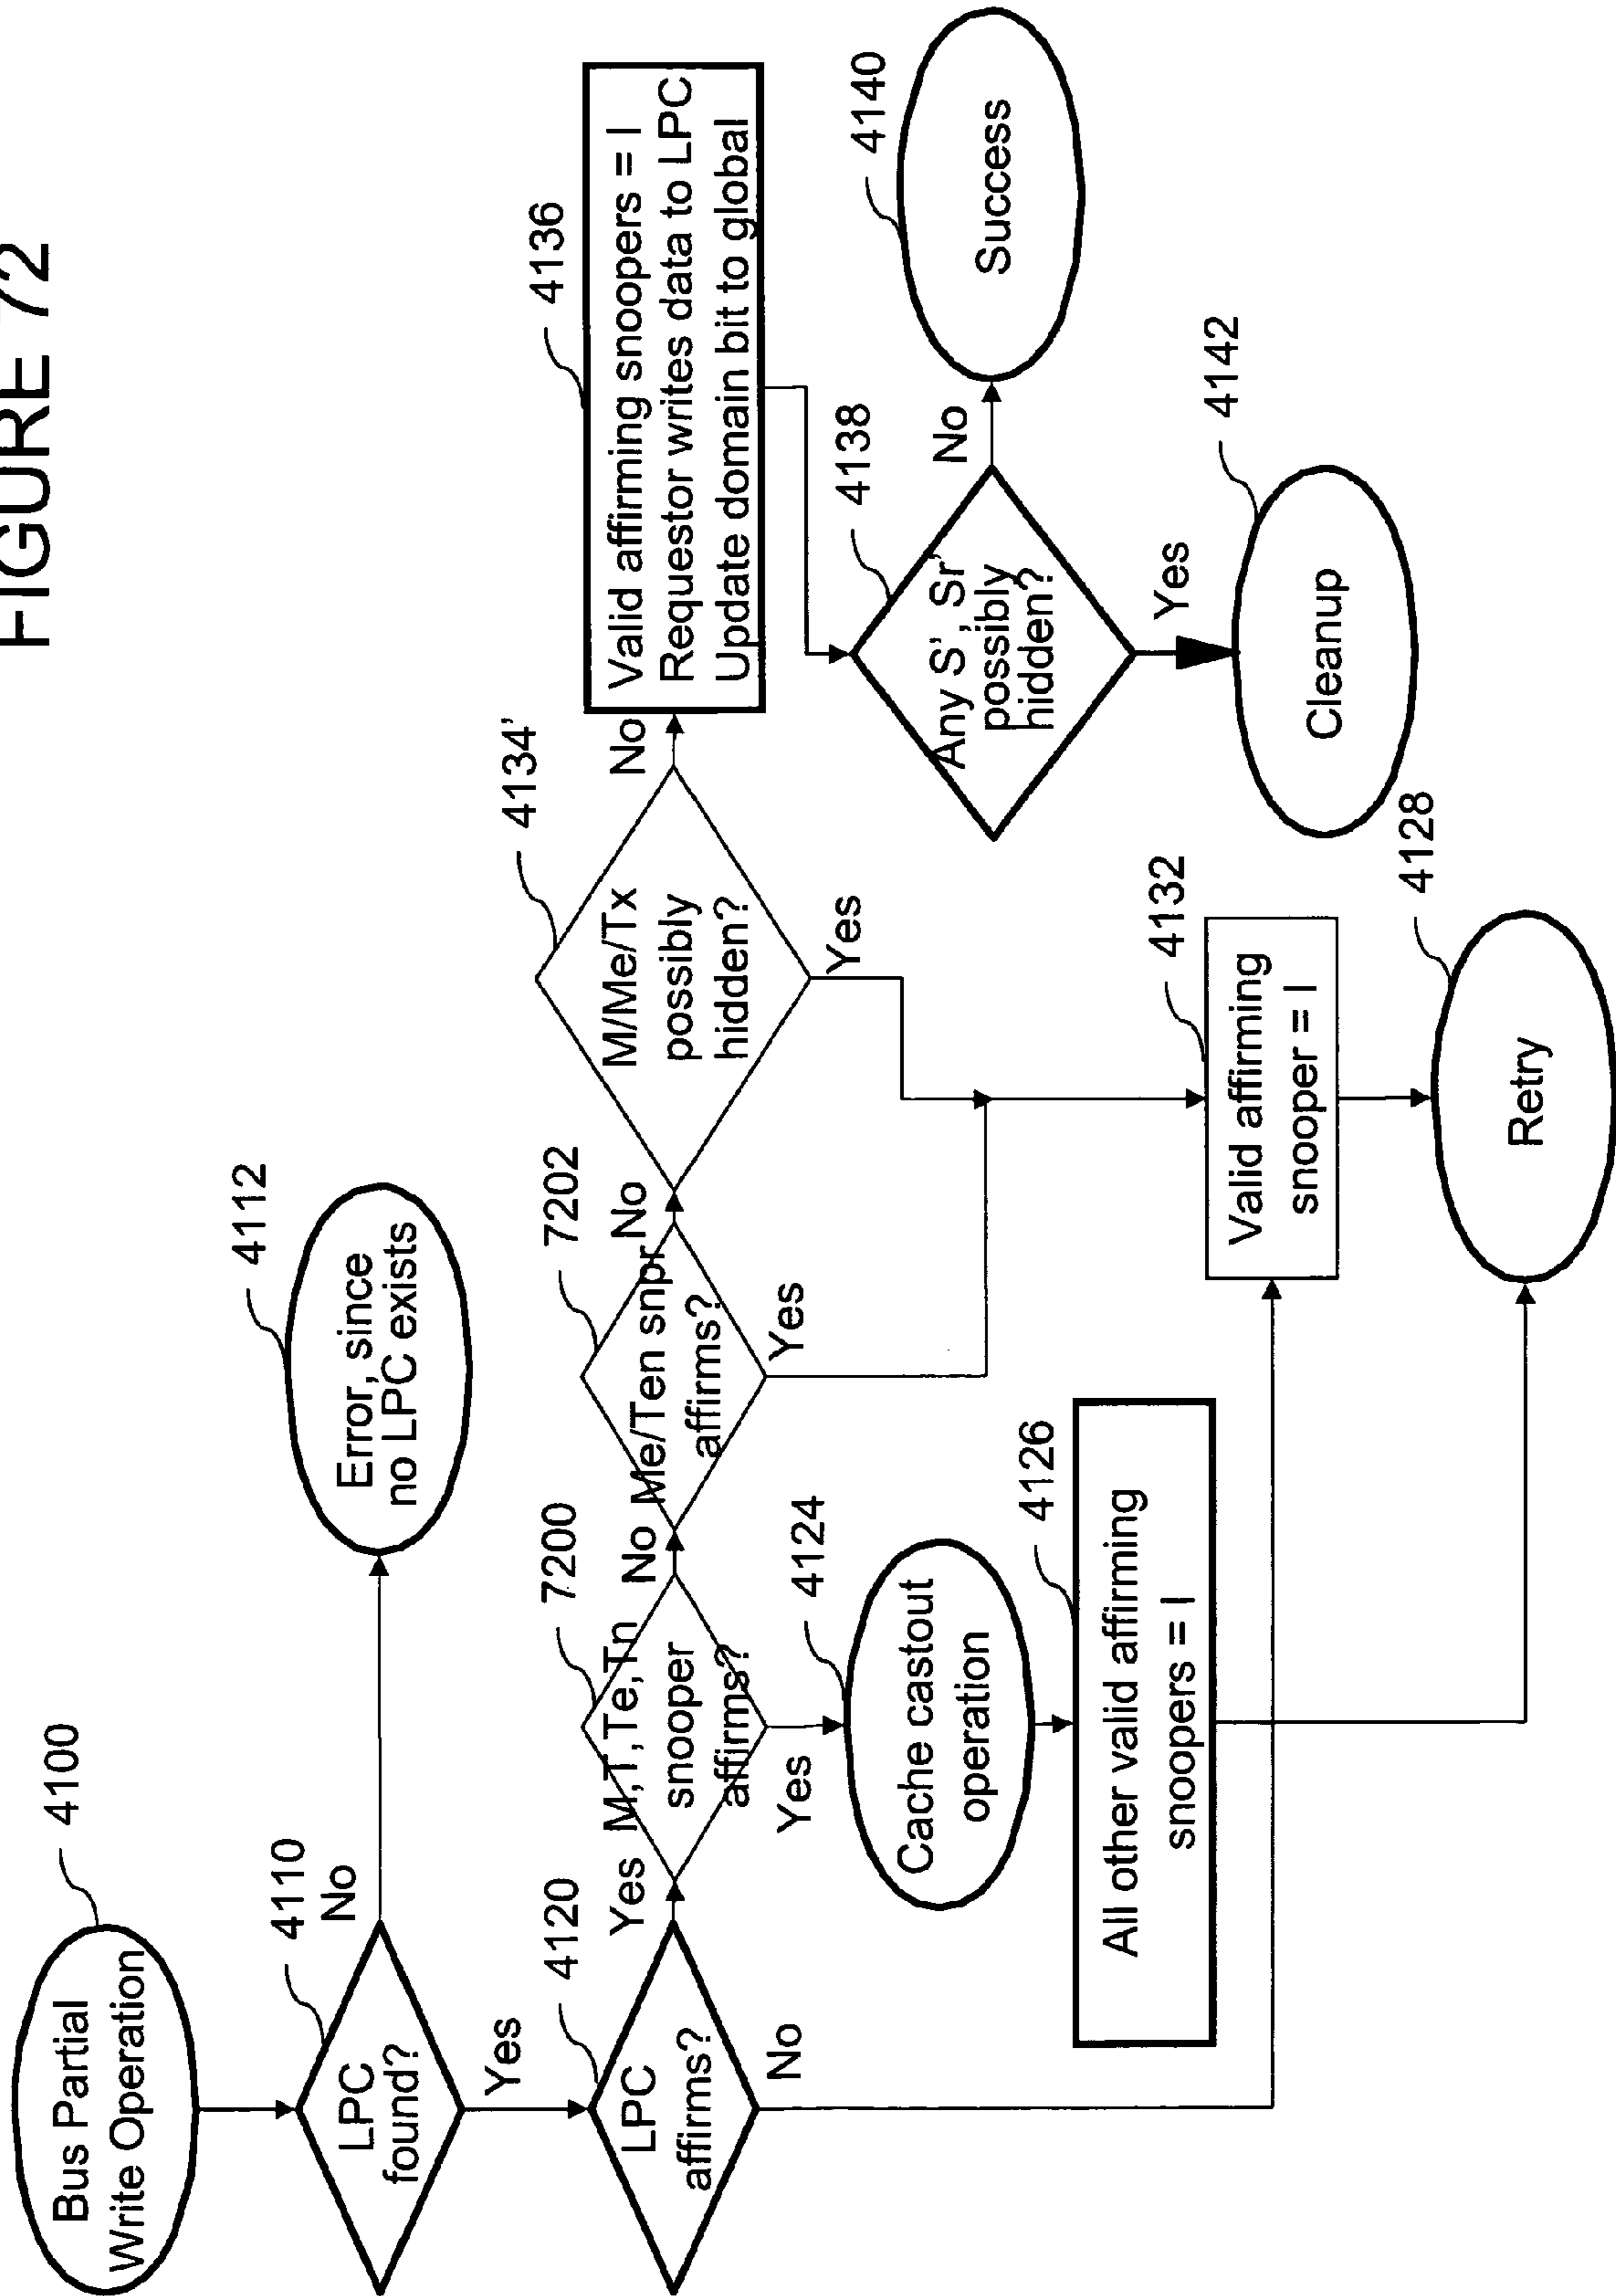 FIGURE 72
4100
Bus Partial
Write Operation
4110
LPC
found?
No
4112
Error, since
no LPC exists
Yes
4120
LPC
affirms?
Yes
No
7200
M,T,Te,Tn
snooper
affirms?
No
Yes
7202
Me/Ten snpr
affirms?
No
Yes
4134'
M/Me/Tx
possibly
hidden?
No
Yes
4136
Valid affirming snoopers = I
Requestor writes data to LPC
Update domain bit to global
4138
Any S', Sr
possibly
hidden?
No
4140
Success
Yes
4142
Cleanup
4124
Cache castout
operation
4126
All other valid affirming
snoopers = I
4132
Valid affirming
snooper = I
4128
Retry